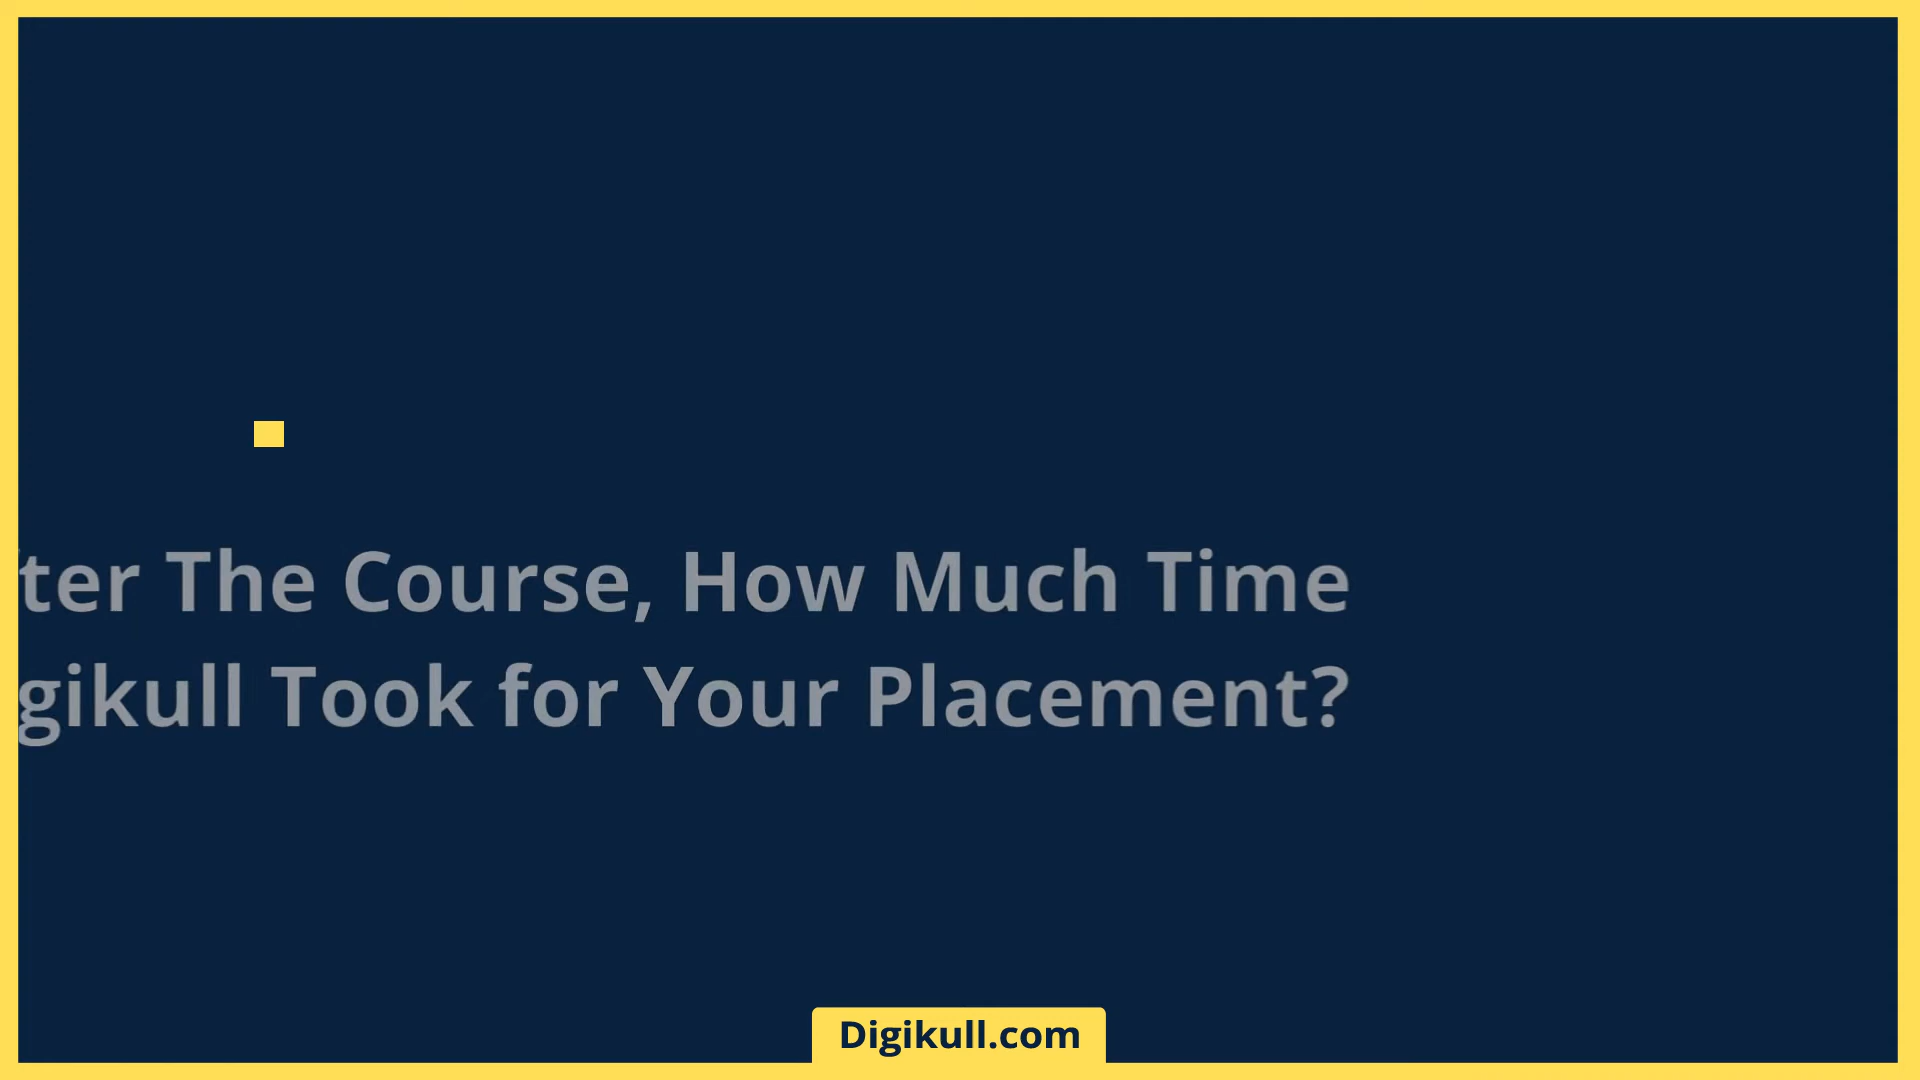 ter The Course, How Much Time
gikull Took for Your Placement?
Digikull.com